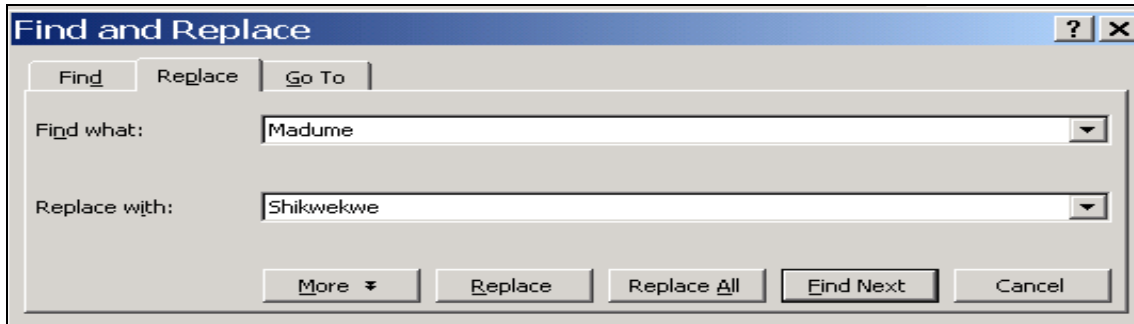 Find and Replace ? ×
Find Replace Go To
Find what: Madume
Replace with: Shikwekwe
More Replace Replace All Find Next Cancel